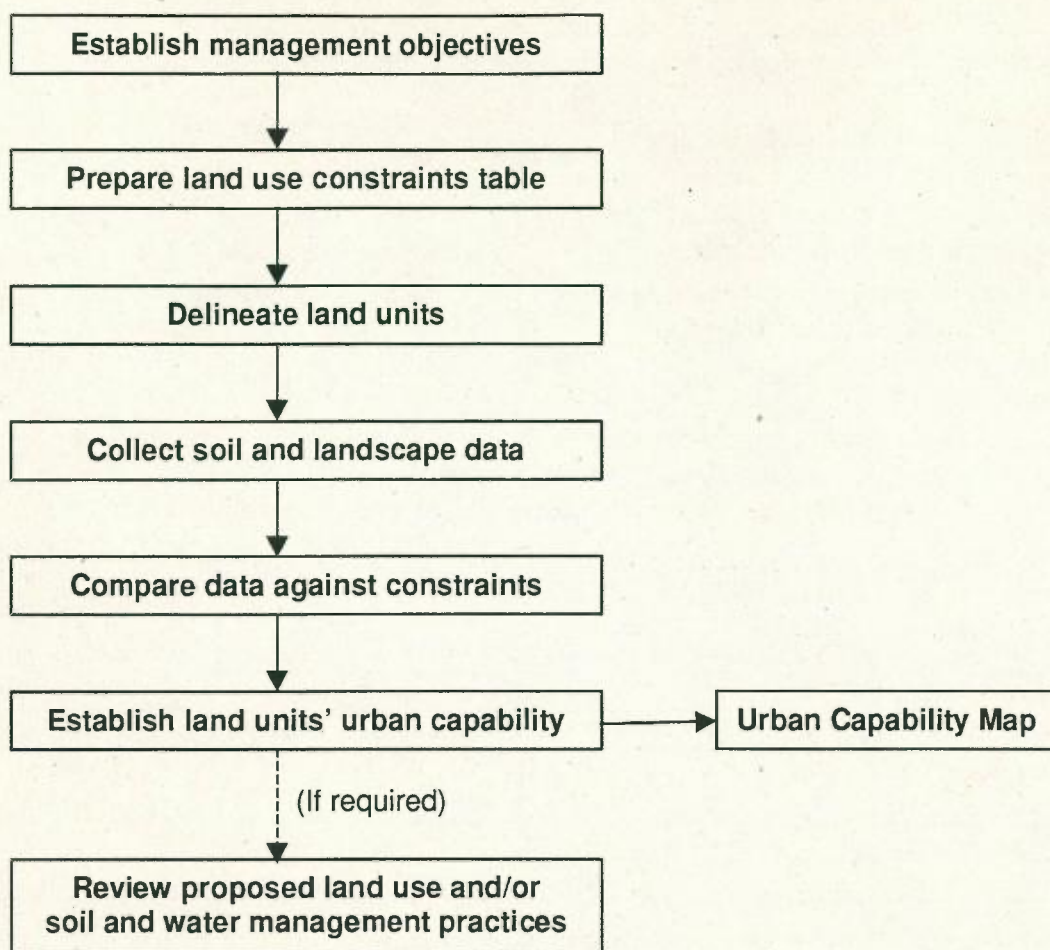 Establish management objectives
Prepare land use constraints table
Delineate land units
Collect soil and landscape data
Compare data against constraints
Establish land units' urban capability
Urban Capability Map
(If required)
Review proposed land use and/or
soil and water management practices